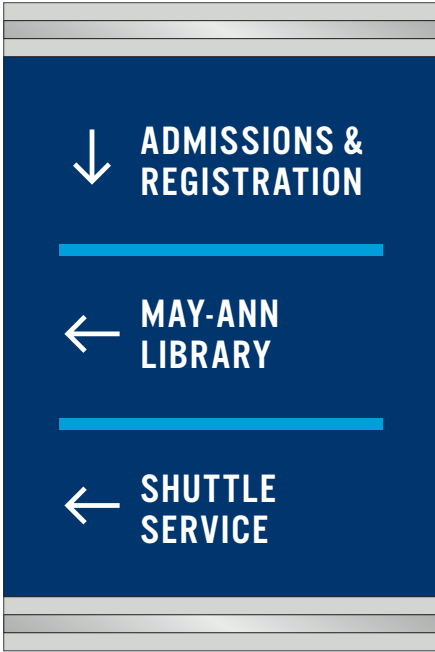 ADMISSIONS &
REGISTRATION
MAY-ANN
LIBRARY
SHUTTLE
SERVICE